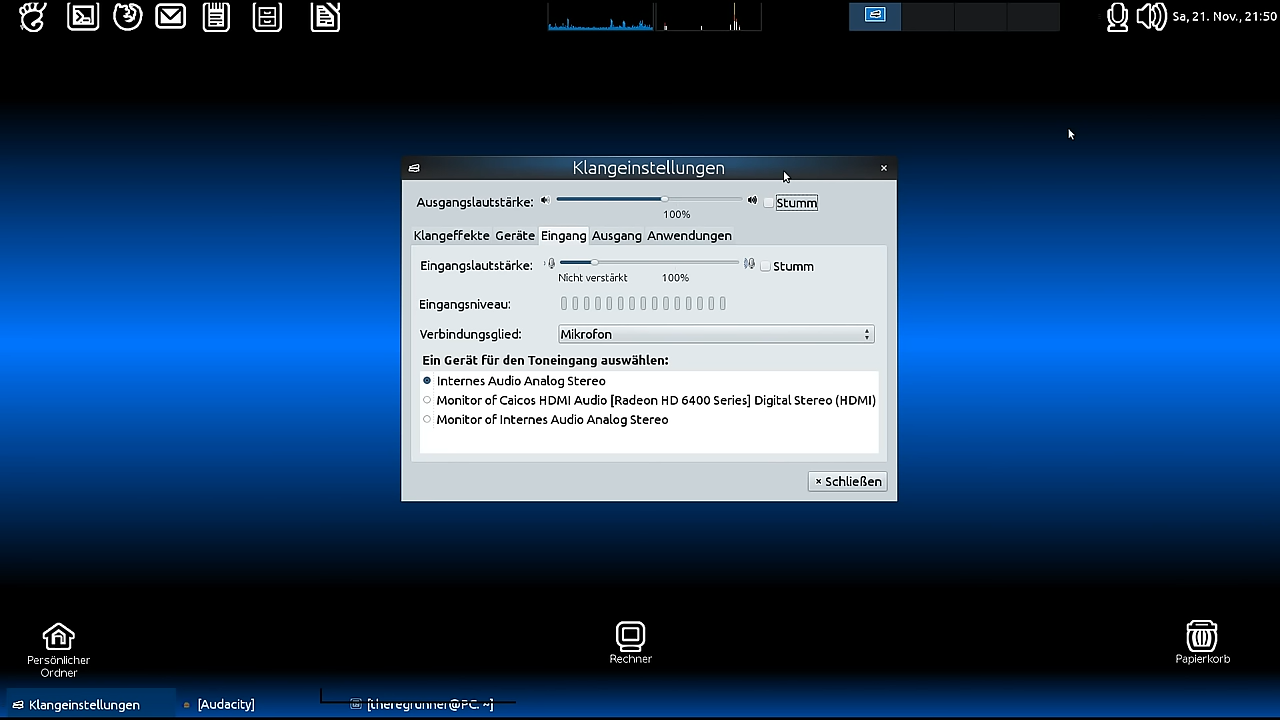 Sa, 21. Nov., 21:50
Klangeinstellungen
Ausgangslautstärke:
Stumm
100%
Klangeffekte Geräte Eingang Ausgang Anwendungen
Eingangslautstärke:
Stumm
Nicht verstärkt 100%
Eingangsniveau:
Verbindungsglied: Mikrofon
Ein Gerät für den Toneingang auswählen:
Internes Audio Analog Stereo
Monitor of Caicos HDMI Audio [Radeon HD 6400 Series] Digital Stereo (HDMI)
Monitor of Internes Audio Analog Stereo
Schließen
Persönlicher
Ordner
Rechner
Papierkorb
Klangeinstellungen
[Audacity]
[theregrunner@PC: ~]